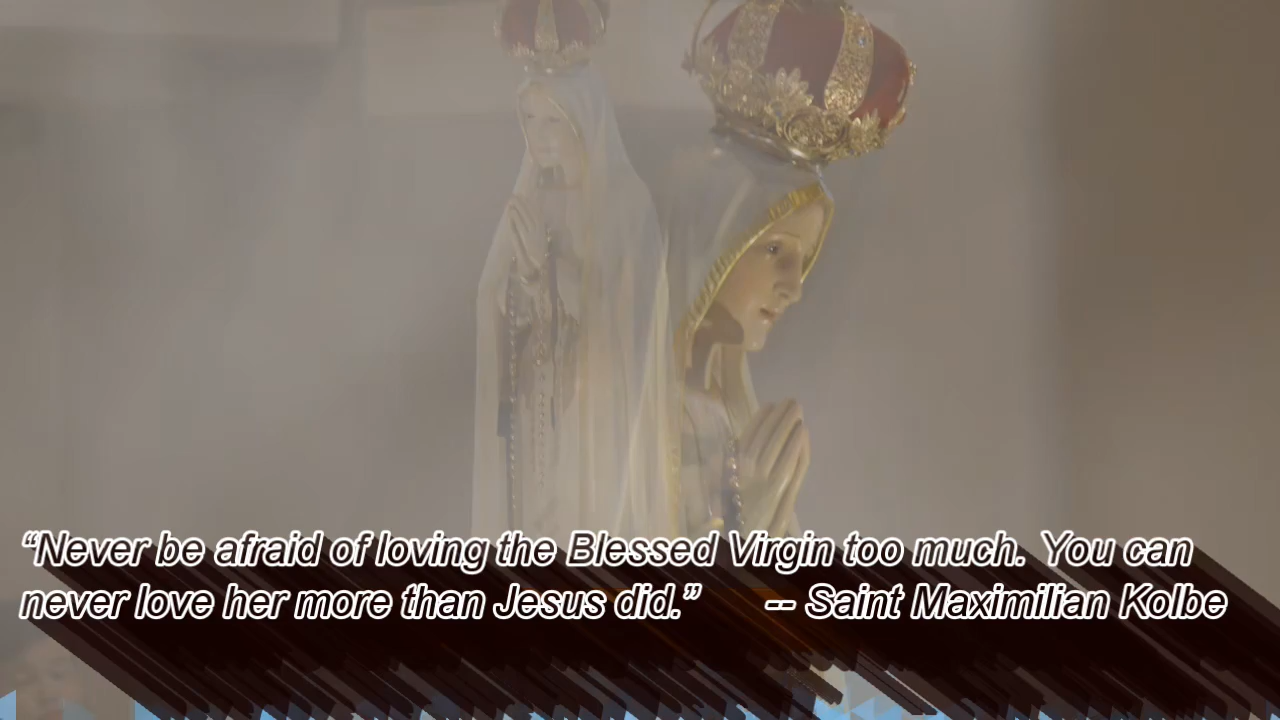 “Never be afraid of loving the Blessed Virgin too much. You can
never love her more than Jesus did.” -- Saint Maximilian Kolbe